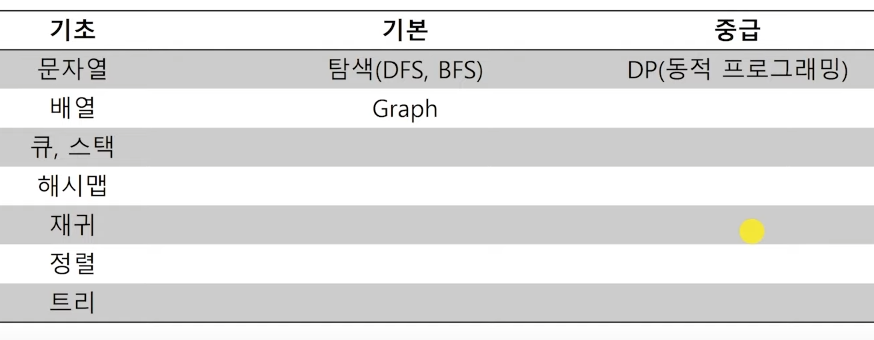 기초 기본 중급
문자열 탐색(DFS, BFS) DP(동적 프로그래밍)
배열 Graph
큐, 스택
해시맵
재귀
정렬
트리